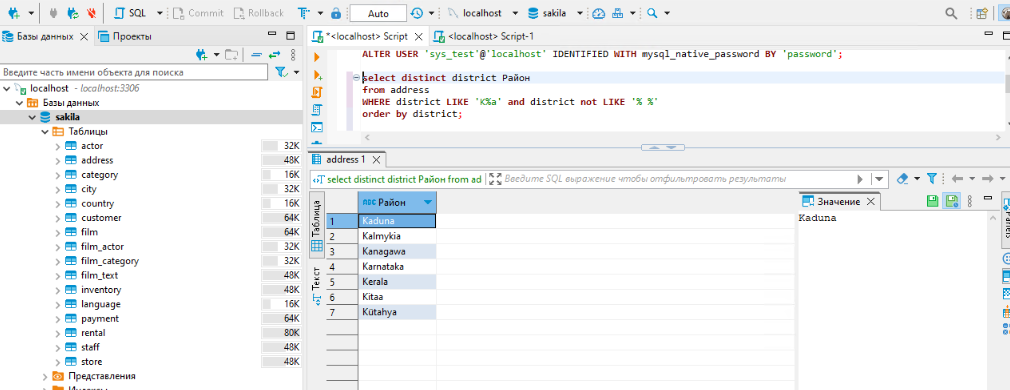 SQL Commit Rollback Auto localhost sakila
Базы данных Проекты
*<localhost> Script <localhost> Script-1
Введите часть имени объекта для поиска
localhost - localhost:3306
Базы данных
sakila
Таблицы
actor 32K
address 48K
category 16K
city 32K
country 16K
customer 64K
film 64K
film_actor 32K
film_category 32K
film_text 48K
inventory 48K
language 16K
payment 64K
rental 80K
staff 48K
store 48K
Представления
Индексы
ALTER USER 'sys_test'@'localhost' IDENTIFIED WITH mysql_native_password BY 'password';
select distinct district Район
from address
WHERE district LIKE 'K%a' and district not LIKE '% %'
order by district;
address 1
select distinct district Район from ad Введите SQL выражение чтобы отфильтровать результаты
Таблица
Текст
ABC Район
1 Kaduna
2 Kalmykia
3 Kanagawa
4 Karnataka
5 Kerala
6 Kitaa
7 Kütahya
Значение
Kaduna
Panels